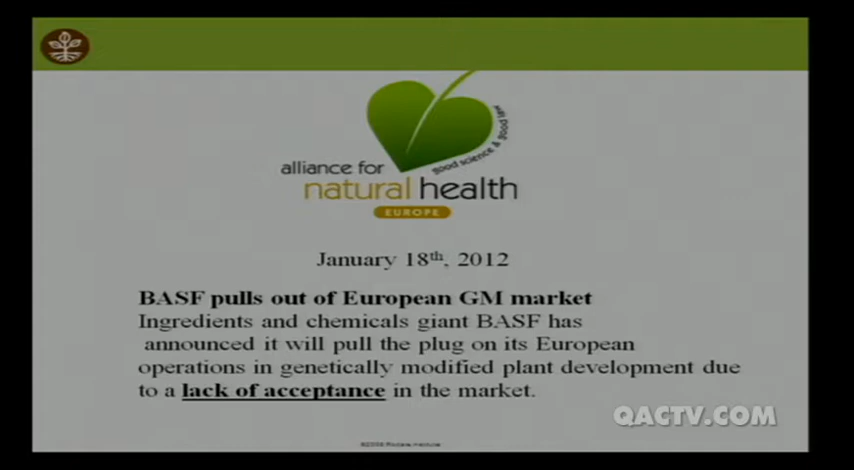 good science & good law
alliance for
natural health
EUROPE
January 18th, 2012
BASF pulls out of European GM market
Ingredients and chemicals giant BASF has
announced it will pull the plug on its European
operations in genetically modified plant development due
to a lack of acceptance in the market.
QACTV.COM